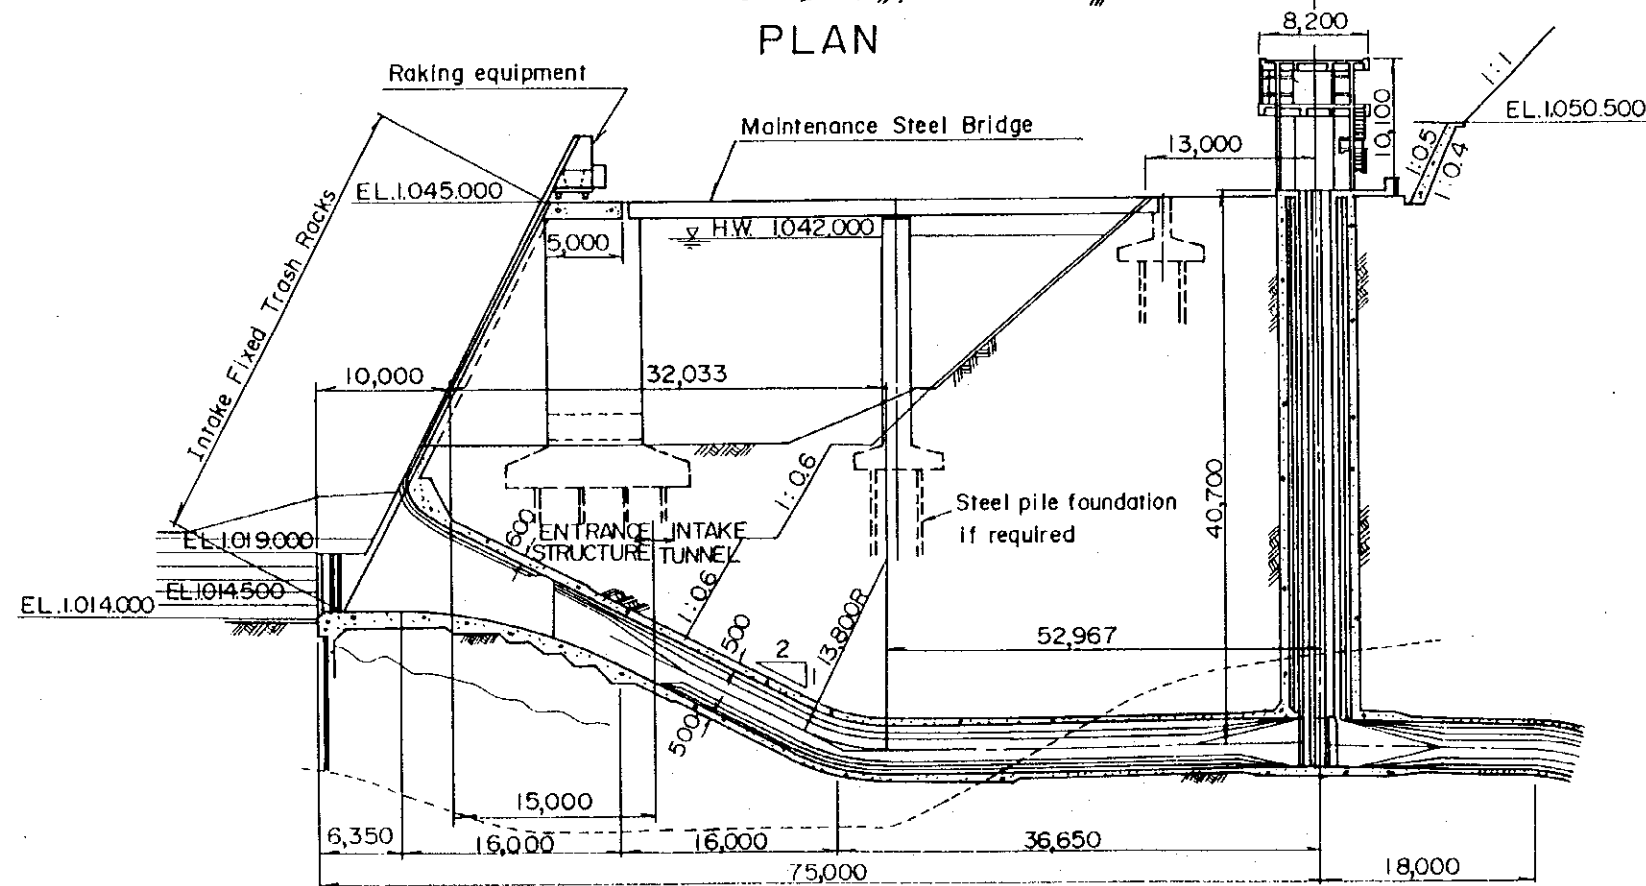 PLAN
8,200
Raking equipment
1:1
EL.1.050.500
Maintenance Steel Bridge
13,000
10,100
1:0.5
1:0.4
EL.1.045.000
5,000
H.W. 1.042.000
Intake Fixed Trash Racks
10,000
32,033
1:0.6
40,700
Steel pile foundation
if required
600
ENTRANCE
STRUCTURE
INTAKE
TUNNEL
EL.1.019.000
EL.1.014.500
EL.1.014.000
1:0.6
500
2
1
13,800R
52,967
500
15,000
6,350
16,000
16,000
36,650
18,000
75,000